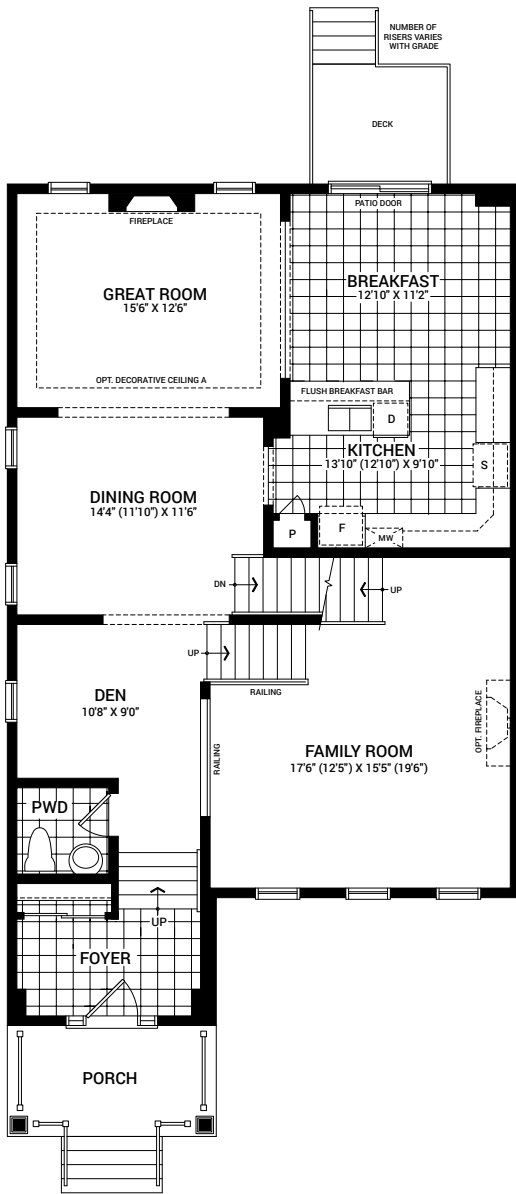 NUMBER OF
RISERS VARIES
WITH GRADE
DECK
PATIO DOOR
FIREPLACE
GREAT ROOM
15'6" X 12'6"
OPT. DECORATIVE CEILING A
BREAKFAST
12'10" X 11'2"
FLUSH BREAKFAST BAR
D
KITCHEN
13'10" (12'10") X 9'10"
S
P
F
MW
DINING ROOM
14'4" (11'10") X 11'6"
DN
UP
UP
RAILING
DEN
10'8" X 9'0"
RAILING
OPT. FIREPLACE
FAMILY ROOM
17'6" (12'5") X 15'5" (19'6")
PWD
UP
FOYER
PORCH